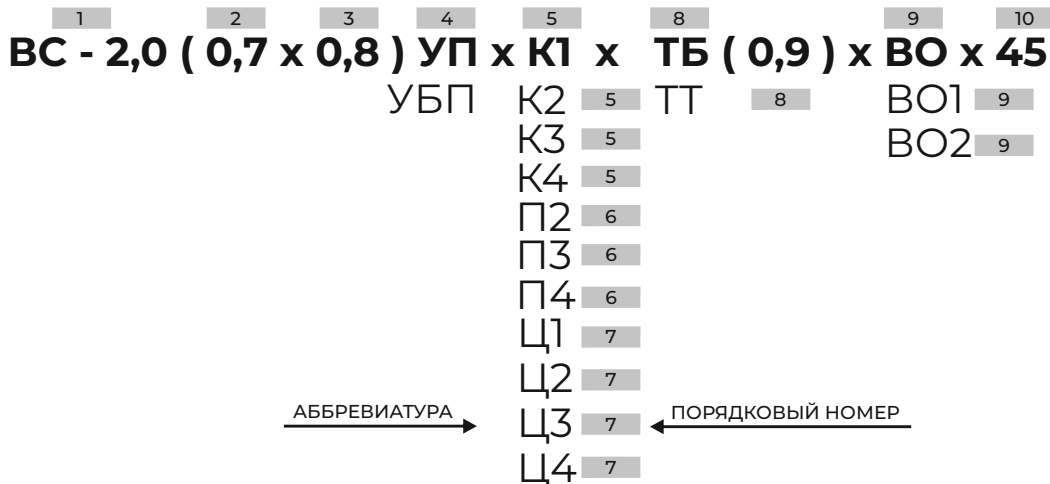 1 2 3 4 5 8 9 10
ВС - 2,0 ( 0,7 х 0,8 ) УП х К1 х ТБ ( 0,9 ) х ВО х 45
УБП К2 5 ТТ 8 ВО1 9
К3 5 ВО2 9
К4 5
П2 6
П3 6
П4 6
Ц1 7
Ц2 7
АББРЕВИАТУРА Ц3 7 ПОРЯДКОВЫЙ НОМЕР
Ц4 7